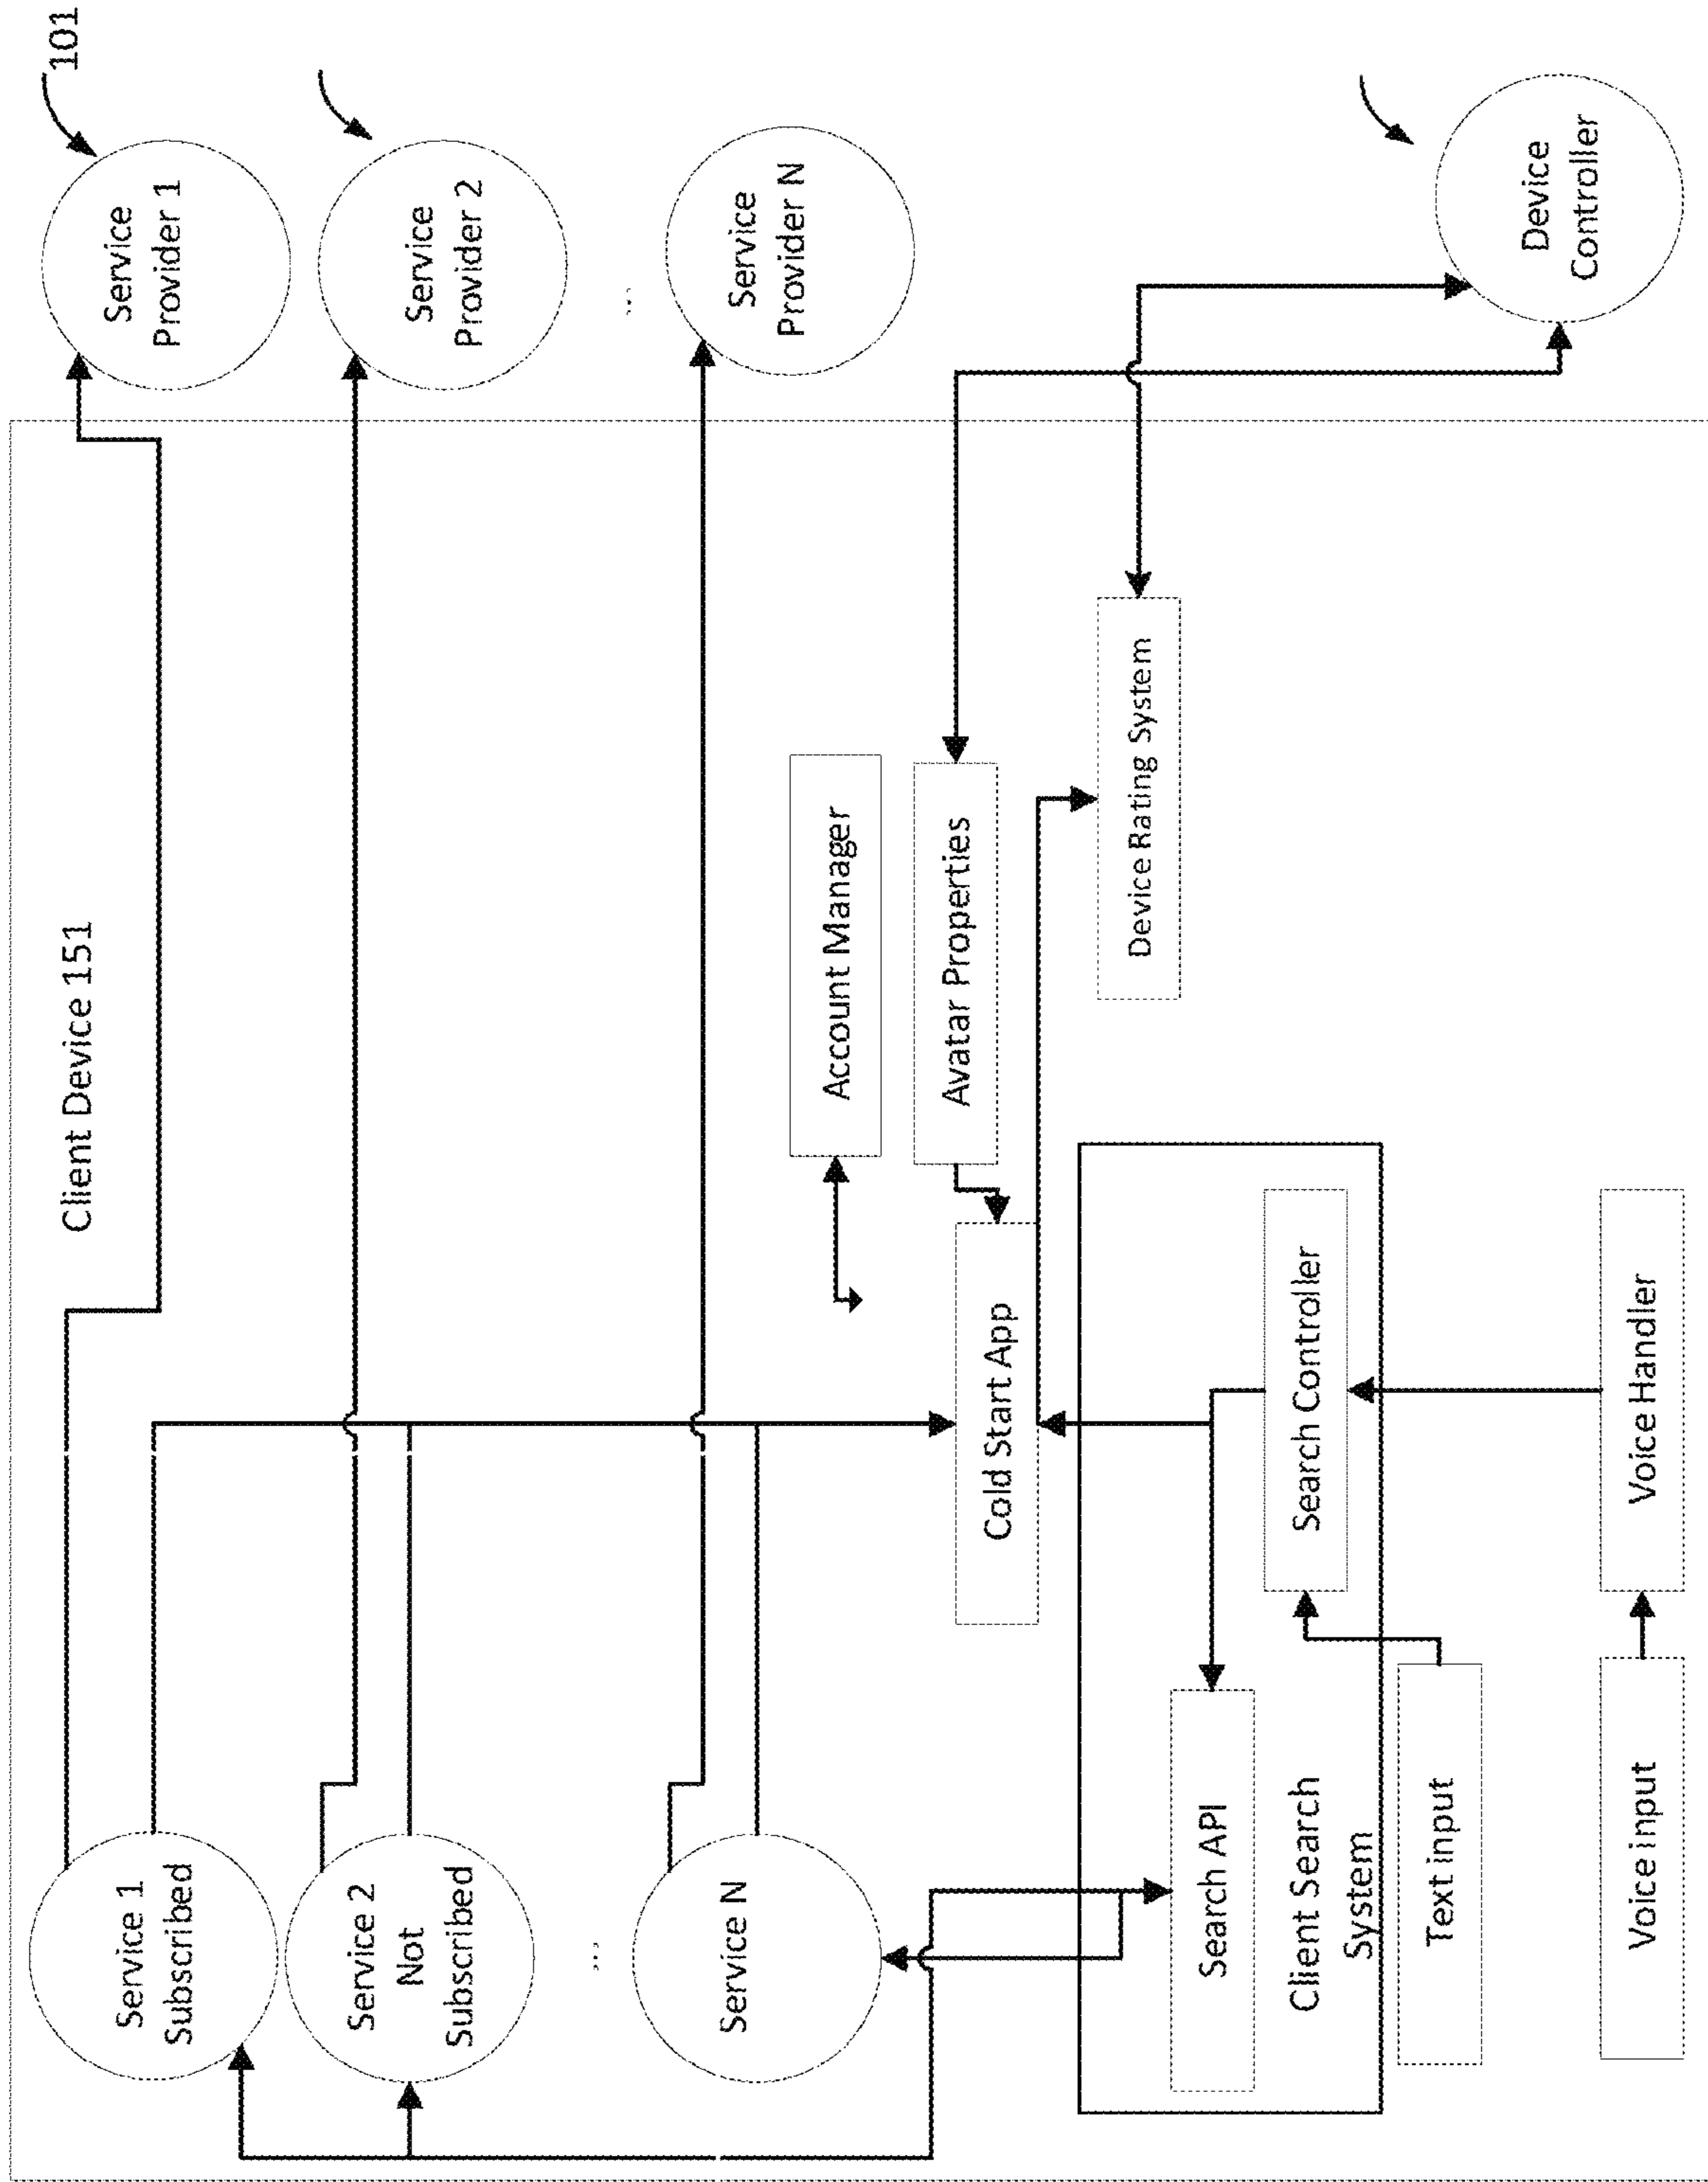 101
Client Device 151
Service
Provider 1
Service 1
Subscribed
Service
Provider 2
Service 2
Not
Subscribed
...
...
Service
Provider N
Service N
Account Manager
Avatar Properties
Cold Start App
Device Rating System
Search API
Search Controller
Client Search
System
Text input
Device
Controller
Voice input
Voice Handler